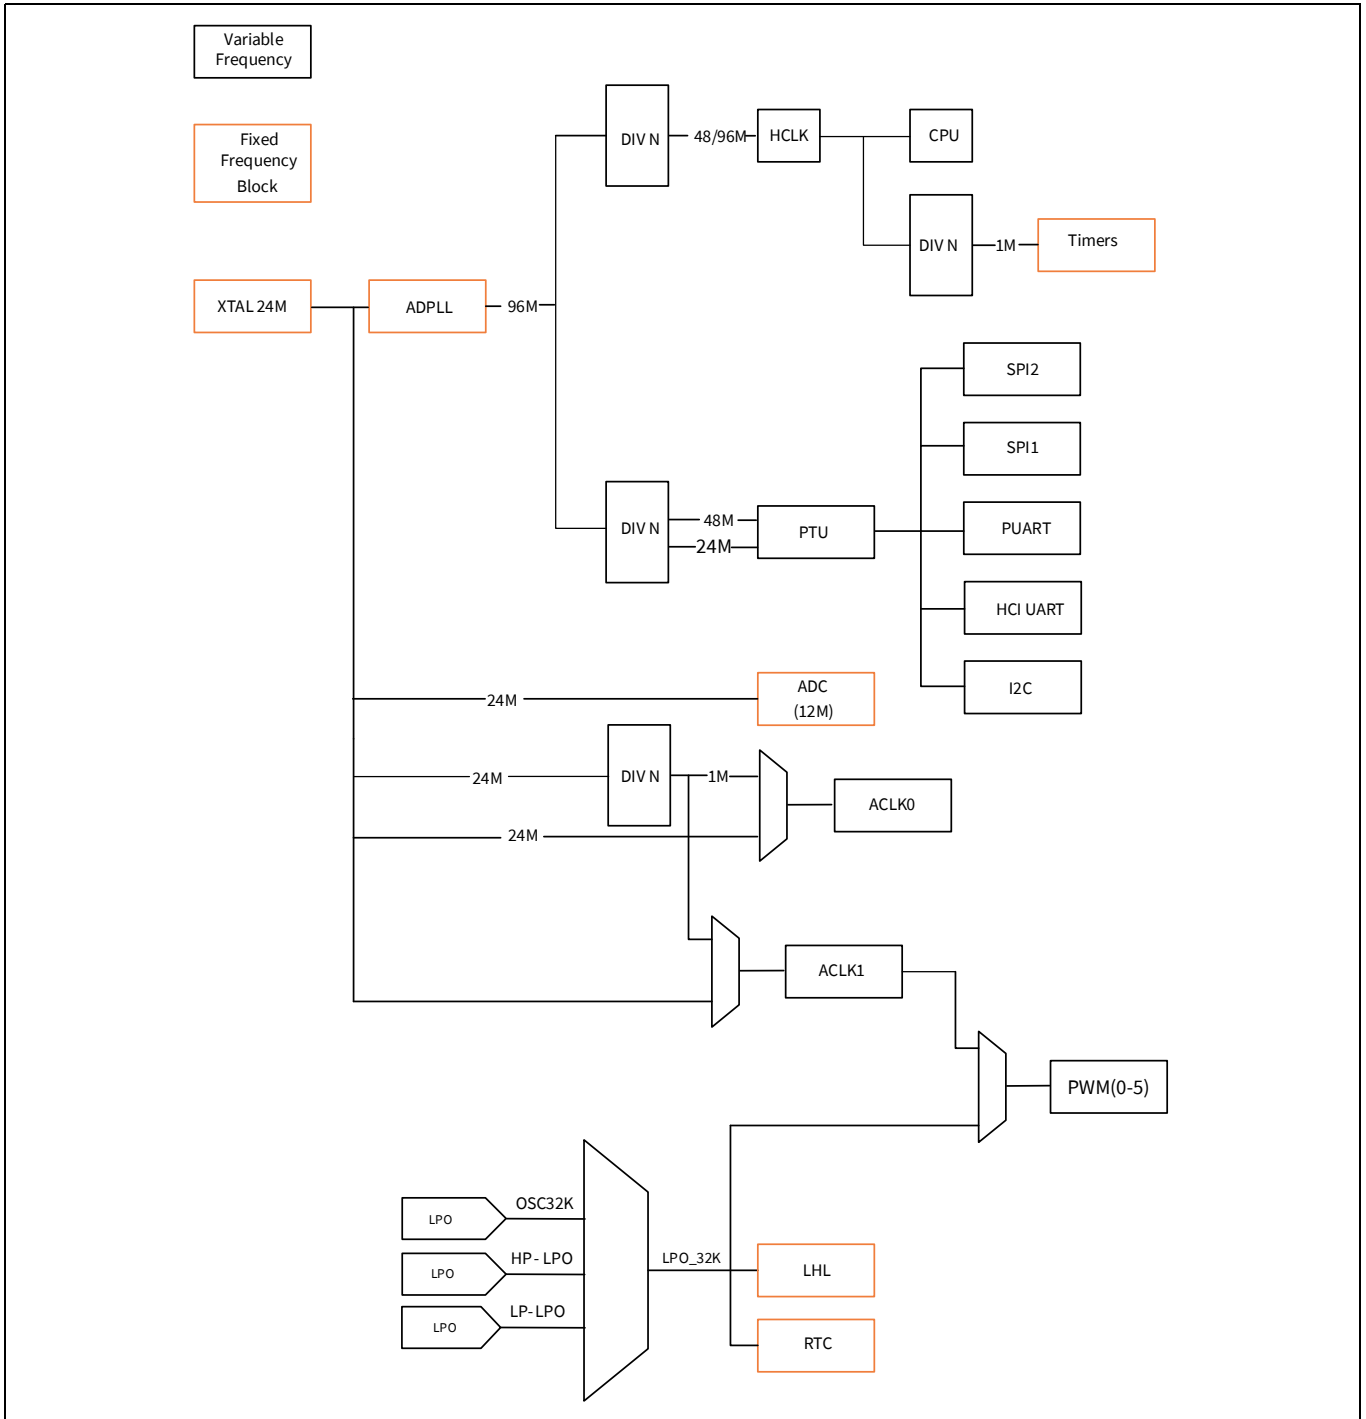 Variable
Frequency
Fixed
Frequency
Block
DIV N
48/96M
HCLK
CPU
DIV N
1M
Timers
XTAL 24M
ADPLL
96M
SPI2
SPI1
DIV N
48M
24M
PTU
PUART
HCI UART
I2C
24M
ADC
(12M)
24M
DIV N
1M
ACLK0
24M
ACLK1
PWM(0-5)
LPO
OSC32K
LPO
HP-LPO
LPO
LP-LPO
LPO_32K
LHL
RTC